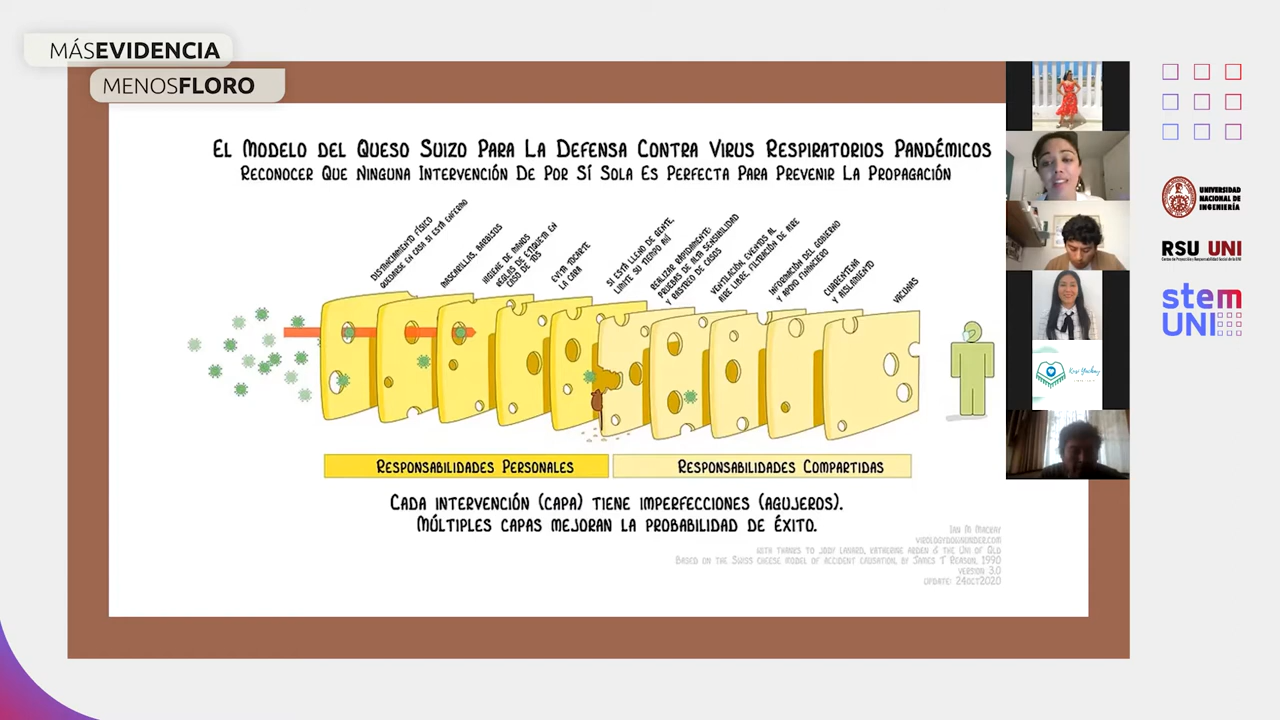 MÁSEVIDENCIA
MENOSFLORO
EL MODELO DEL QUESO SUIZO PARA LA DEFENSA CONTRA VIRUS RESPIRATORIOS PANDÉMICOS
RECONOCER QUE NINGUNA INTERVENCIÓN DE POR SÍ SOLA ES PERFECTA PARA PREVENIR LA PROPAGACIÓN
DISTANCIAMIENTO FÍSICO
QUEDARSE EN CASA SI ESTÁ ENFERMO
MASCARILLAS, BARBIJOS
HIGIENE DE MANOS
REGLAS DE ETIQUETA EN
CASO DE TOS
EVITA TOCARTE
LA CARA
SI ESTÁ LLENO DE GENTE,
LIMITE SU TIEMPO AHÍ
REALIZAR RÁPIDAMENTE:
PRUEBAS DE ALTA SENSIBILIDAD
Y RASTREO DE CASOS
VENTILACIÓN, EVENTOS AL
AIRE LIBRE, FILTRACIÓN DE AIRE
INFORMACIÓN DEL GOBIERNO
Y APOYO FINANCIERO
CUARENTENA
Y AISLAMIENTO
VACUNAS
RESPONSABILIDADES PERSONALES
RESPONSABILIDADES COMPARTIDAS
CADA INTERVENCIÓN (CAPA) TIENE IMPERFECCIONES (AGUJEROS).
MÚLTIPLES CAPAS MEJORAN LA PROBABILIDAD DE ÉXITO.
IAN M MACKAY
VIROLOGYDOWNUNDER.COM
WITH THANKS TO JODY LANARD, KATHERINE ARDEN & THE UNI OF QLD
BASED ON THE SWISS CHEESE MODEL OF ACCIDENT CAUSATION, BY JAMES T REASON, 1990
VERSION 3.0
UPDATE: 24OCT2020
UNIVERSIDAD
NACIONAL DE
INGENIERÍA
RSU UNI
stem
UNI